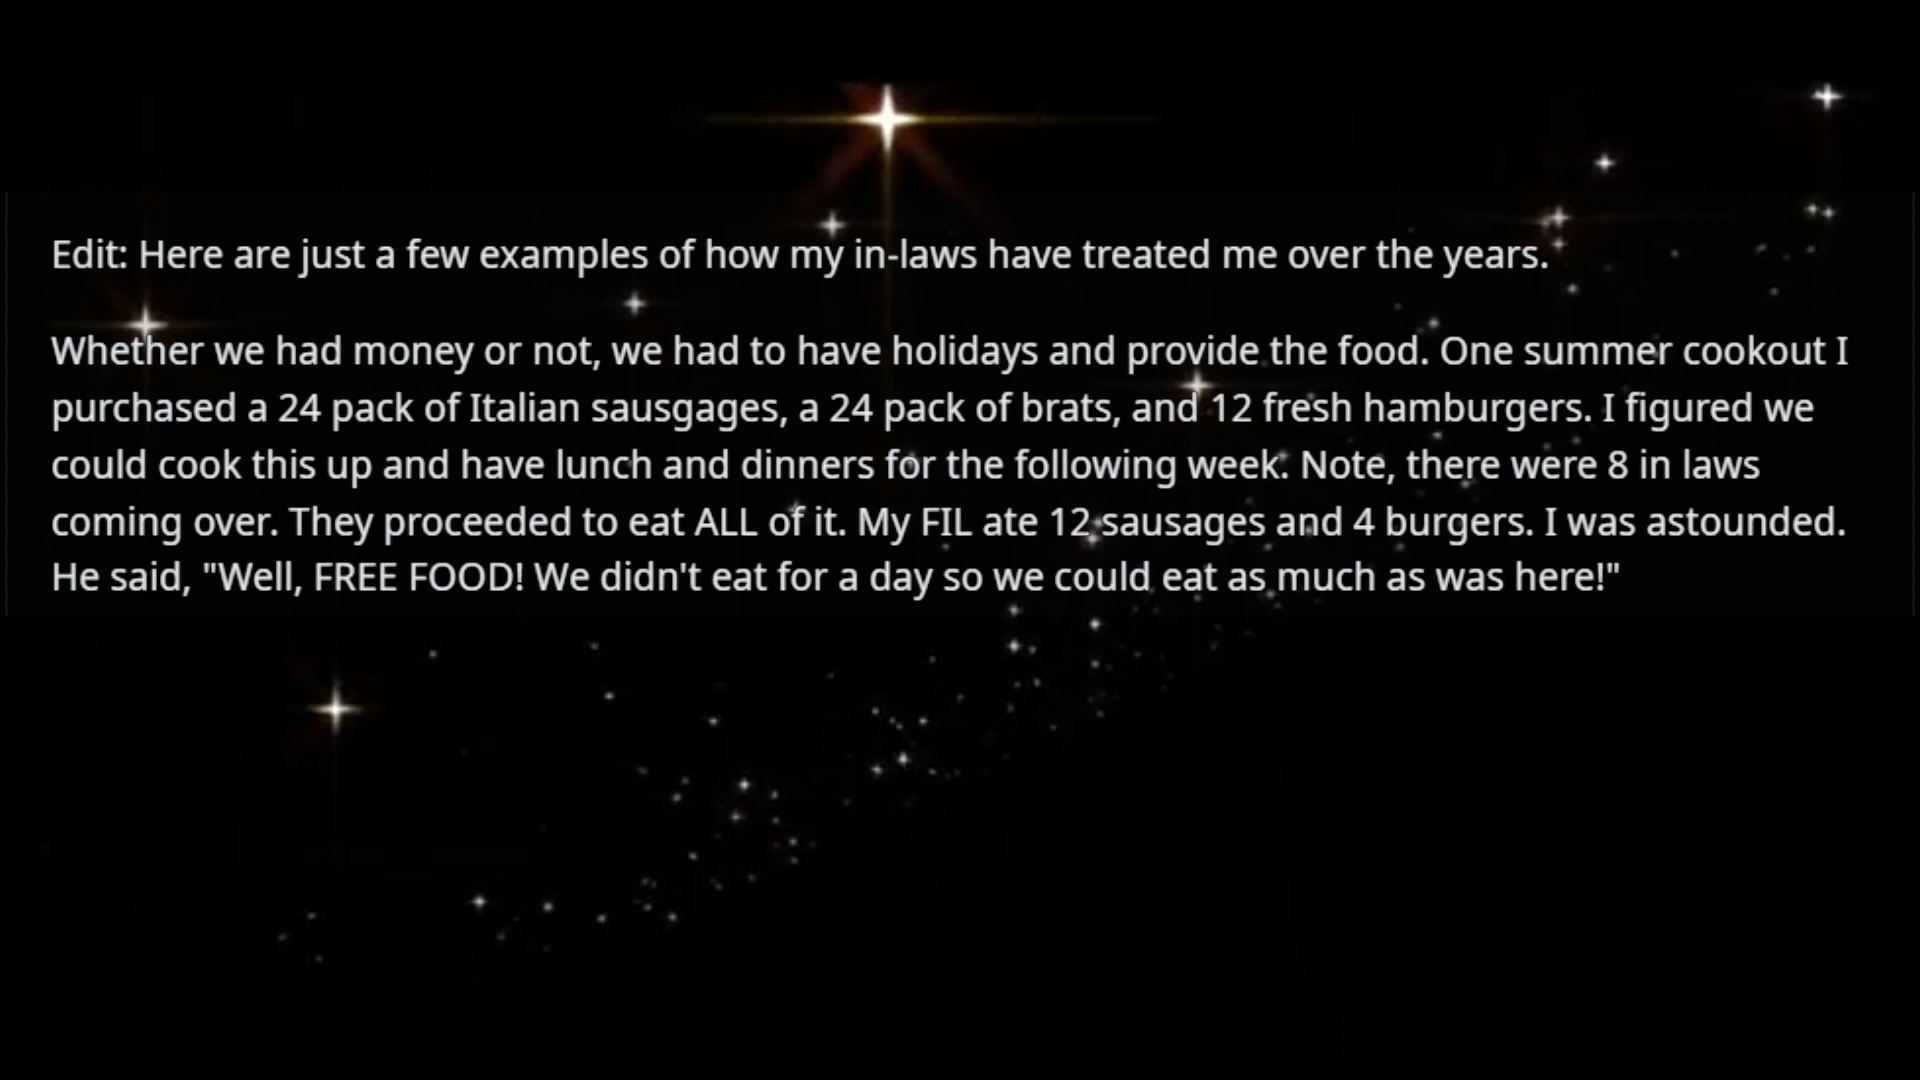 Edit: Here are just a few examples of how my in-laws have treated me over the years.
Whether we had money or not, we had to have holidays and provide the food. One summer cookout I
purchased a 24 pack of Italian sausgages, a 24 pack of brats, and 12 fresh hamburgers. I figured we
could cook this up and have lunch and dinners for the following week. Note, there were 8 in laws
coming over. They proceeded to eat ALL of it. My FIL ate 12 sausages and 4 burgers. I was astounded.
He said, "Well, FREE FOOD! We didn't eat for a day so we could eat as much as was here!"